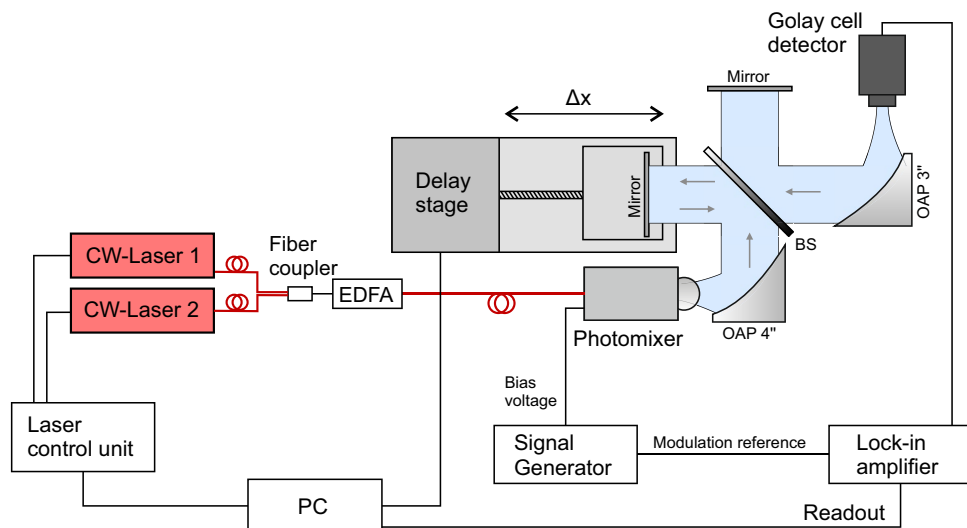 Golay cell
detector
Mirror
Δx
Delay
stage
Mirror
OAP 3"
BS
CW-Laser 1
Fiber
coupler
CW-Laser 2
EDFA
OAP 4"
Photomixer
Bias
voltage
Laser
control unit
Signal
Generator
Modulation reference
Lock-in
amplifier
PC
Readout